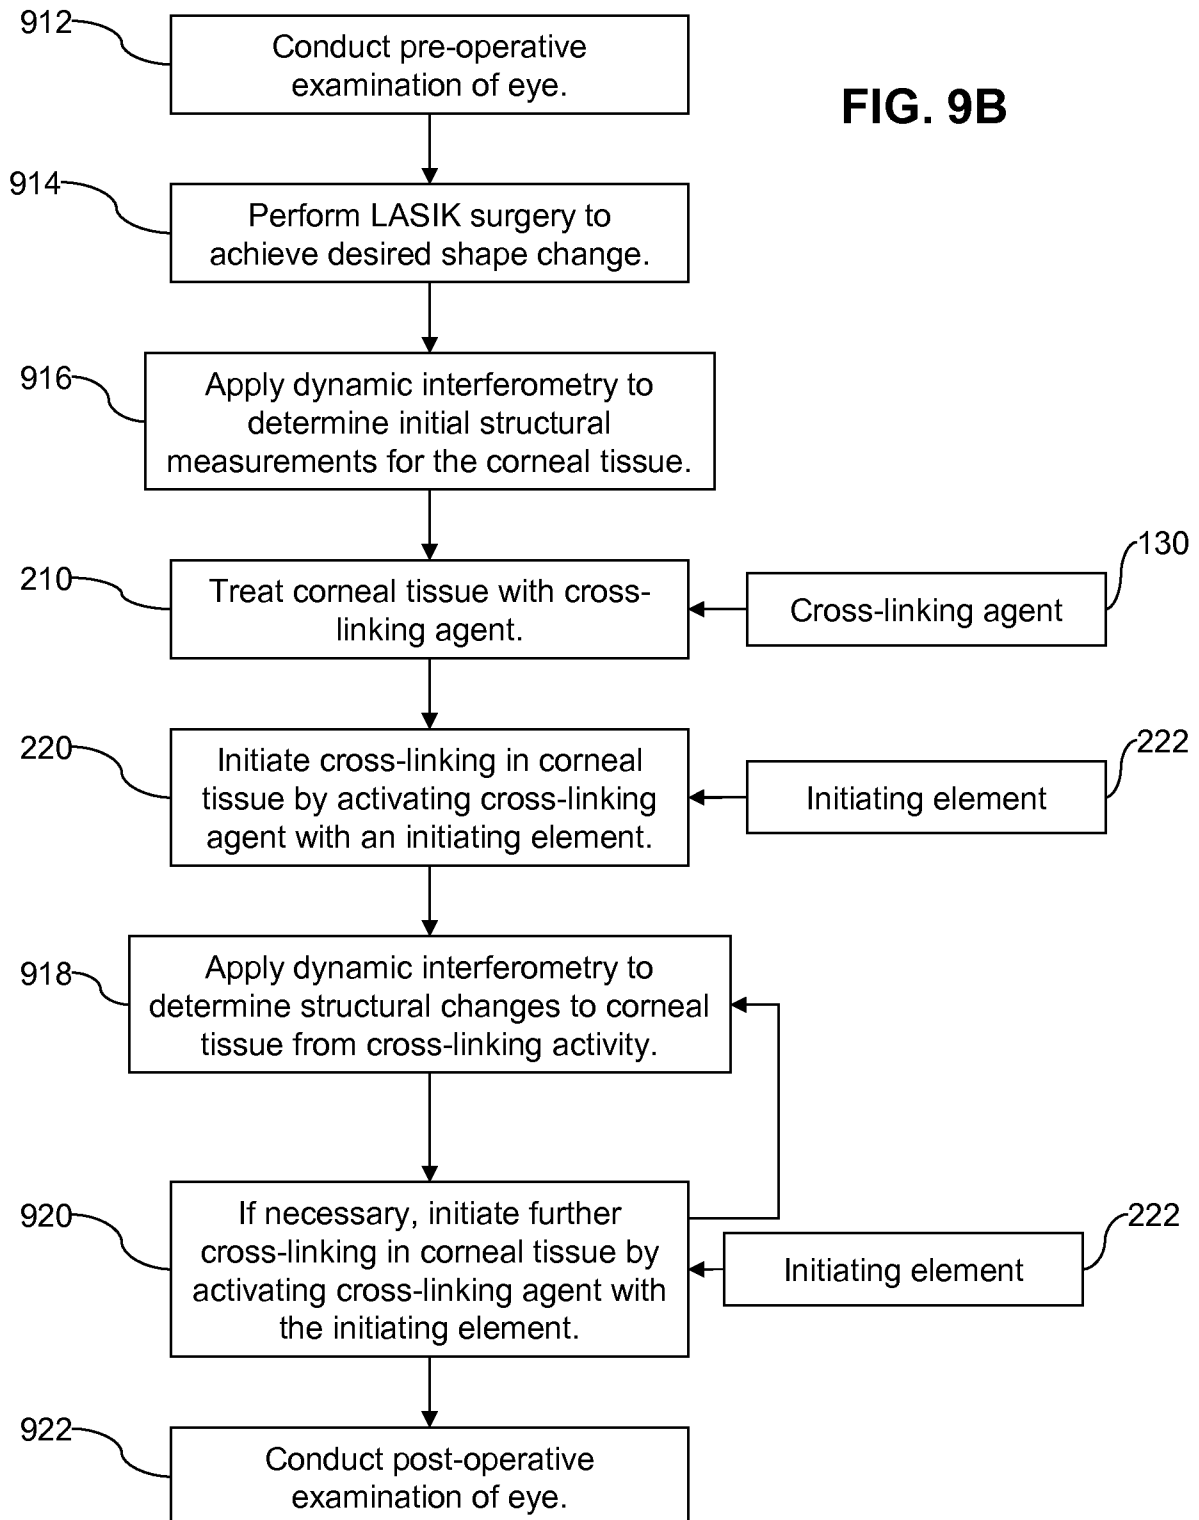 912
Conduct pre-operative
examination of eye.
FIG. 9B
914
Perform LASIK surgery to
achieve desired shape change.
916
Apply dynamic interferometry to
determine initial structural
measurements for the corneal tissue.
210
Treat corneal tissue with cross-
linking agent.
130
Cross-linking agent
220
Initiate cross-linking in corneal
tissue by activating cross-linking
agent with an initiating element.
222
Initiating element
918
Apply dynamic interferometry to
determine structural changes to corneal
tissue from cross-linking activity.
920
If necessary, initiate further
cross-linking in corneal tissue by
activating cross-linking agent with
the initiating element.
222
Initiating element
922
Conduct post-operative
examination of eye.